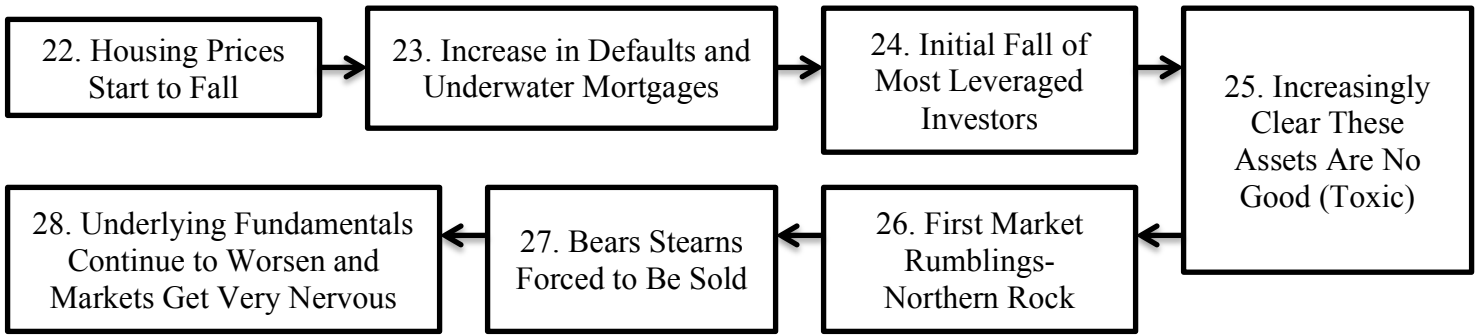 22. Housing Prices
Start to Fall
23. Increase in Defaults and
Underwater Mortgages
24. Initial Fall of
Most Leveraged
Investors
25. Increasingly
Clear These
Assets Are No
Good (Toxic)
26. First Market
Rumblings-
Northern Rock
27. Bears Stearns
Forced to Be Sold
28. Underlying Fundamentals
Continue to Worsen and
Markets Get Very Nervous